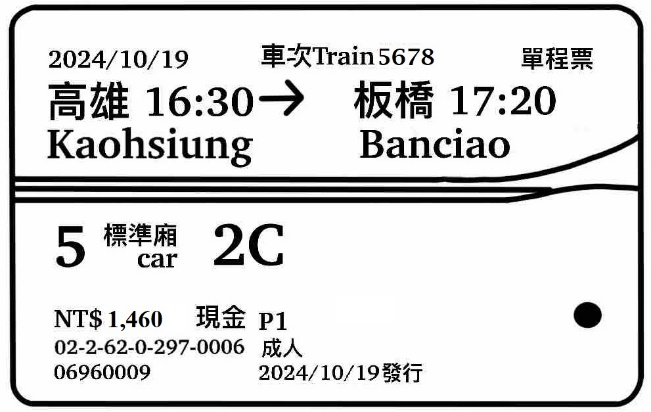 2024/10/19 車次Train5678 單程票
高雄 16:30→ 板橋 17:20
Kaohsiung Banciao
5 標準廂 2C
car
NT$1,460 現金 P1
02-2-62-0-297-0006 成人
06960009 2024/10/19發行